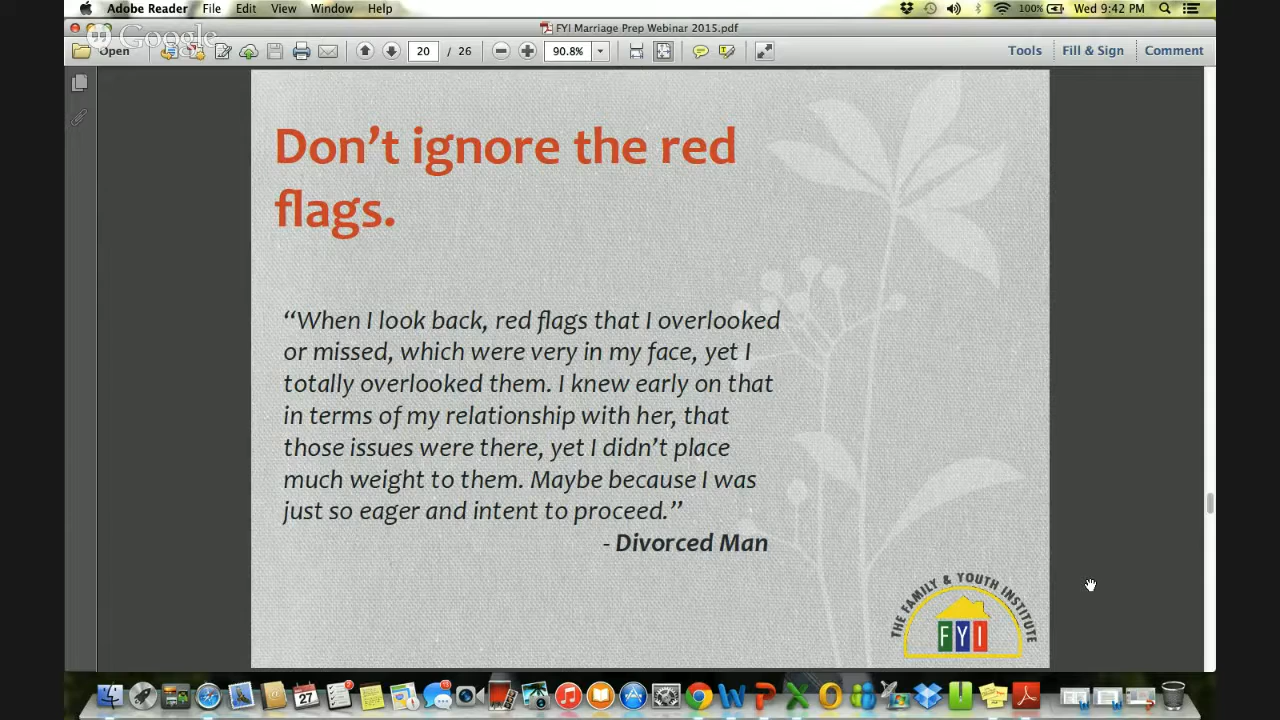 Adobe Reader File Edit View Window Help 100% Wed 9:42 PM
FYI Marriage Prep Webinar 2015.pdf
Google
Open 20 / 26 90.8% Tools Fill & Sign Comment
Don't ignore the red
flags.
“When I look back, red flags that I overlooked
or missed, which were very in my face, yet I
totally overlooked them. I knew early on that
in terms of my relationship with her, that
those issues were there, yet I didn't place
much weight to them. Maybe because I was
just so eager and intent to proceed.”
- Divorced Man
THE FAMILY & YOUTH INSTITUTE
FYI
27